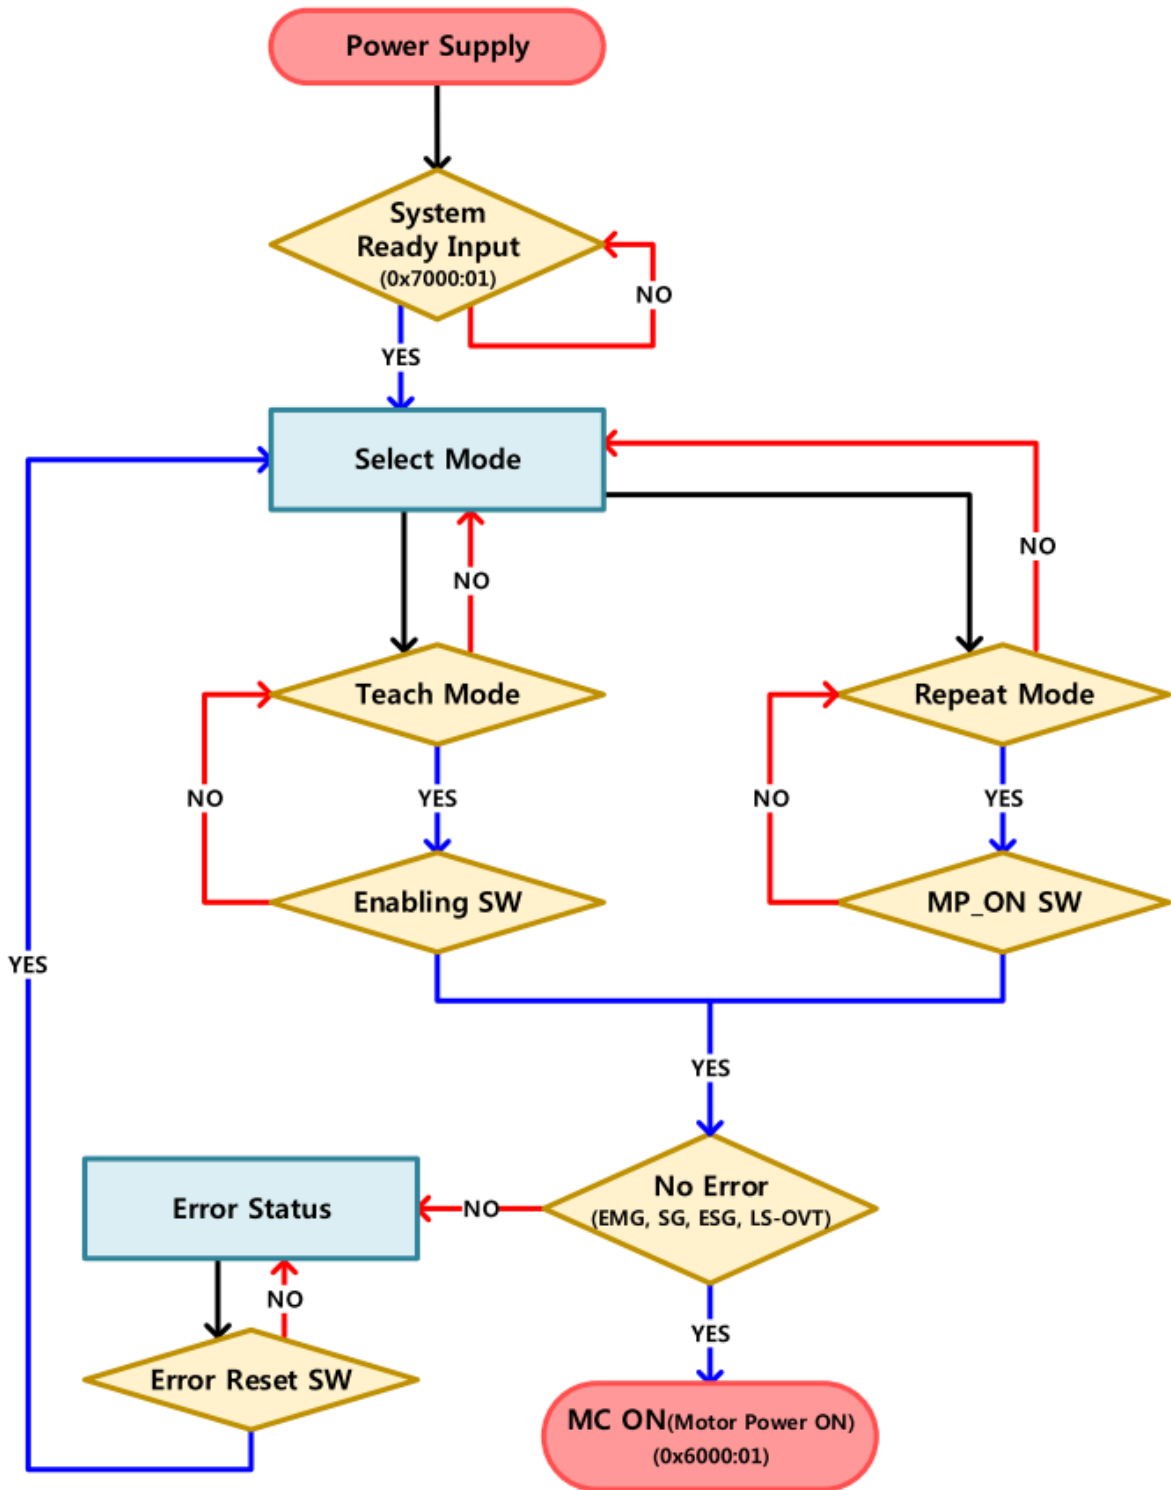 Power Supply
System
Ready Input
(0x7000:01)
NO
YES
Select Mode
NO
NO
Teach Mode
Repeat Mode
NO
YES
NO
YES
Enabling SW
MP_ON SW
YES
YES
No Error
(EMG, SG, ESG, LS-OVT)
Error Status
NO
NO
YES
Error Reset SW
MC ON(Motor Power ON)
(0x6000:01)